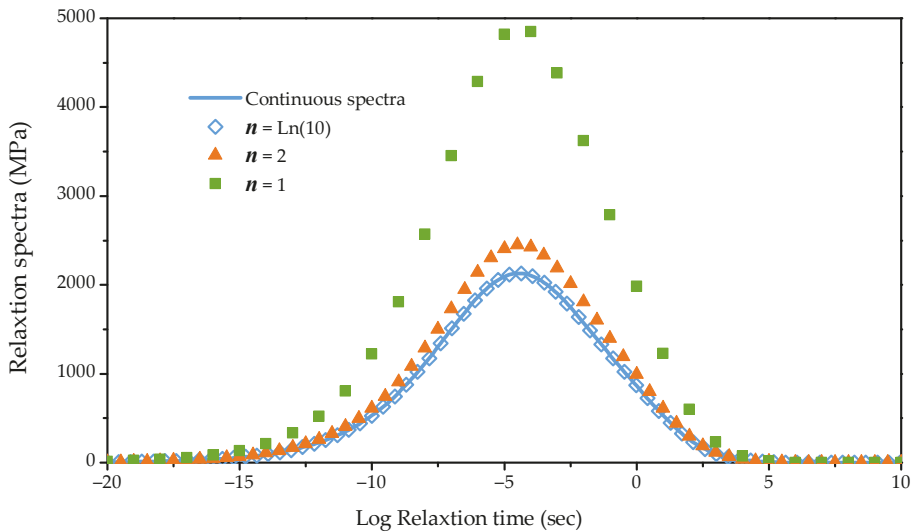 5000
4000
3000
2000
1000
0
Relaxtion spectra (MPa)
Continuous spectra
n = Ln(10)
n = 2
n = 1
−20 −15 −10 −5 0 5 10
Log Relaxtion time (sec)